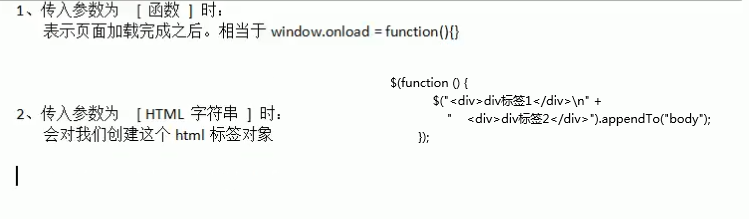 1、传入参数为 [ 函数 ] 时：
表示页面加载完成之后。相当于 window.onload = function(){}
2、传入参数为 [ HTML 字符串 ] 时：
会对我们创建这个 html 标签对象
$(function () {
$("<div>div标签1</div>\n" +
" <div>div标签2</div>").appendTo("body");
});